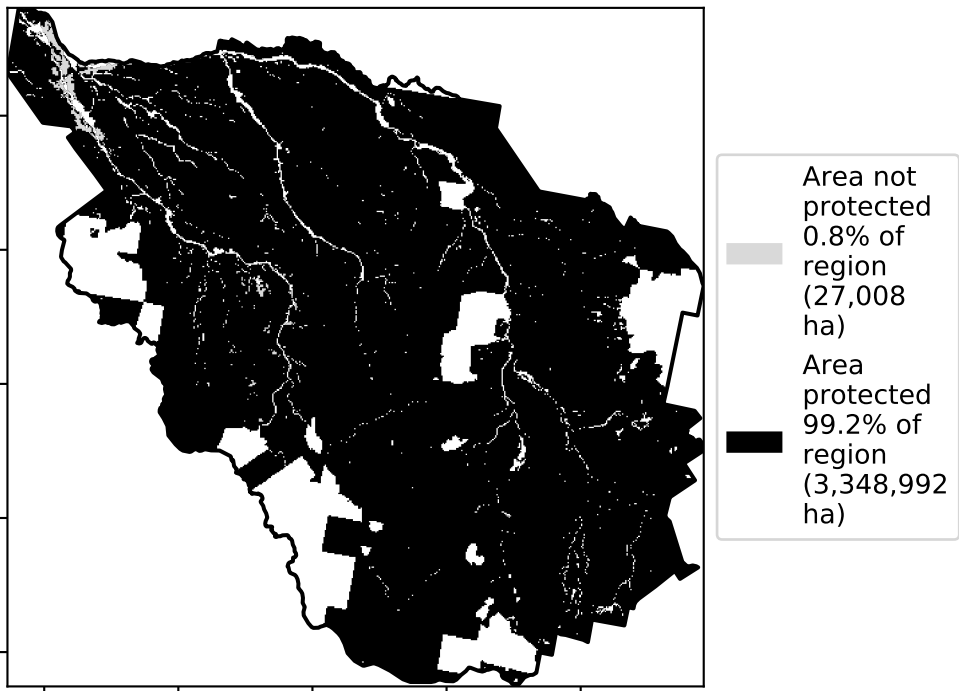 Area not
protected
0.8% of
region
(27,008
ha)
Area
protected
99.2% of
region
(3,348,992
ha)